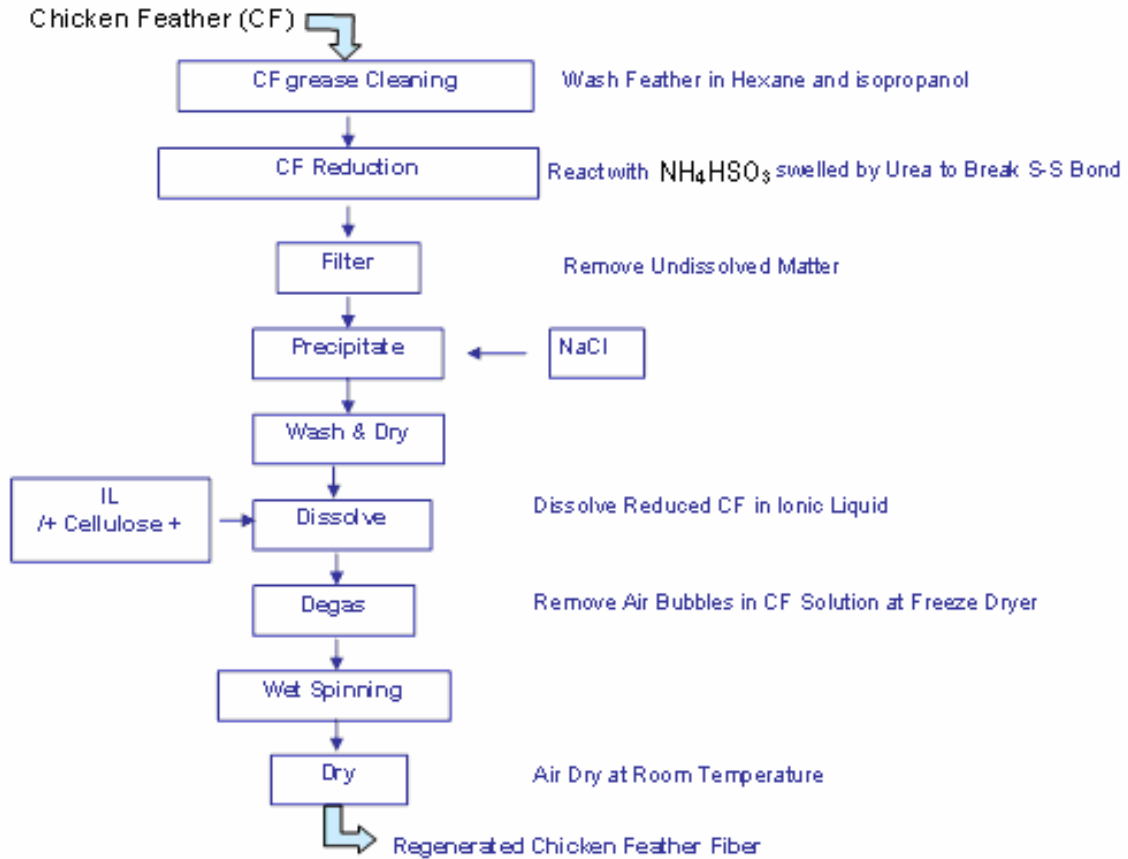 Chicken Feather (CF)
CF grease Cleaning
Wash Feather in Hexane and isopropanol
CF Reduction
React with NH₄HSO₃ swelled by Urea to Break S-S Bond
Filter
Remove Undissolved Matter
Precipitate
NaCl
Wash & Dry
IL
/+ Cellulose +
Dissolve
Dissolve Reduced CF in Ionic Liquid
Degas
Remove Air Bubbles in CF Solution at Freeze Dryer
Wet Spinning
Dry
Air Dry at Room Temperature
Regenerated Chicken Feather Fiber